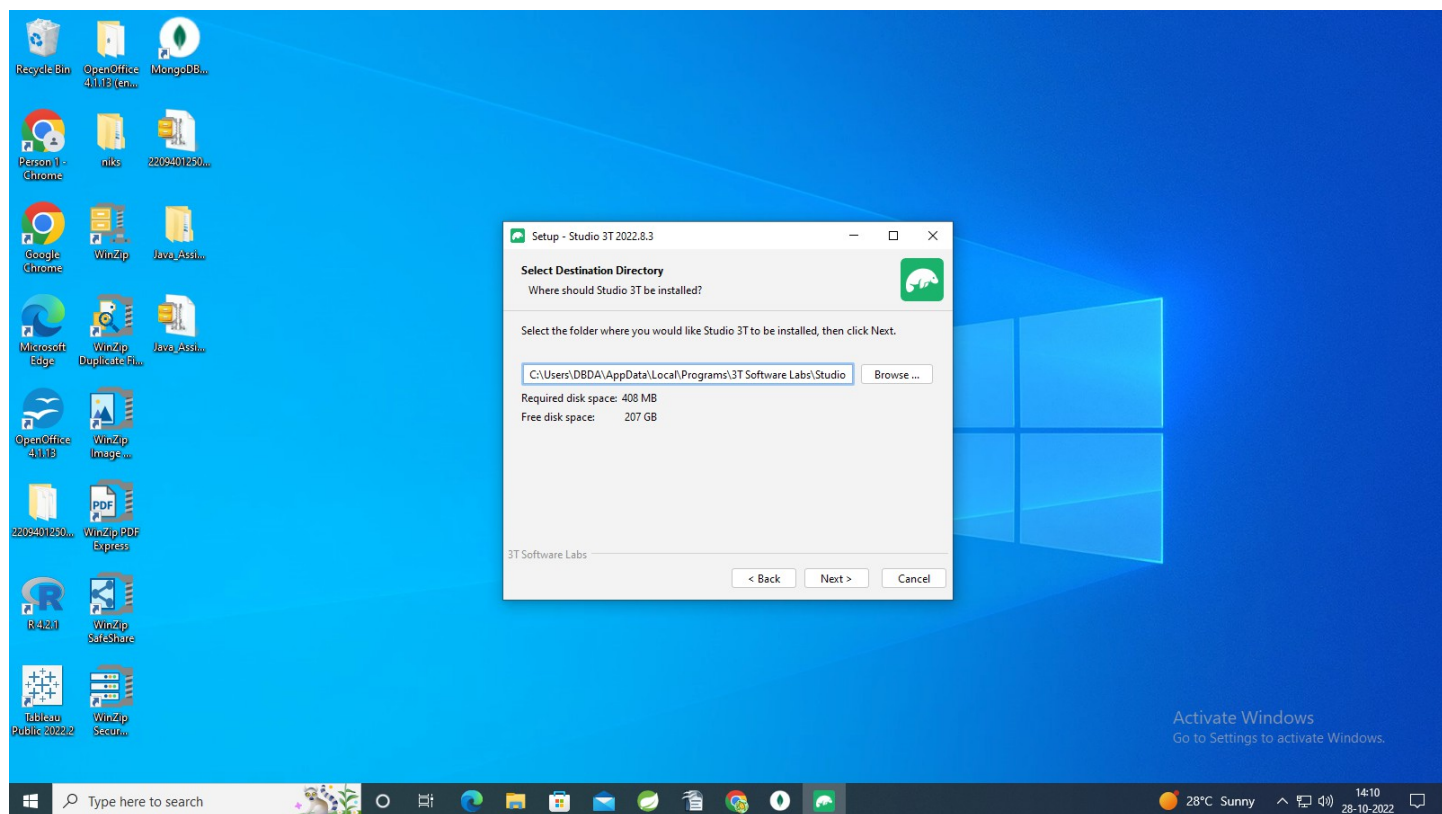 Recycle Bin
OpenOffice
4.1.13 (en...
MongoDB...
Person 1 -
Chrome
niks
2209401250...
Google
Chrome
WinZip
Java_Assi...
Microsoft
Edge
WinZip
Duplicate Fi...
Java_Assi...
OpenOffice
4.1.13
WinZip
Image ...
2209401250...
PDF
WinZip PDF
Express
R
R 4.2.1
WinZip
SafeShare
Tableau
Public 2022.2
WinZip
Secur...
Setup - Studio 3T 2022.8.3
Select Destination Directory
Where should Studio 3T be installed?
Select the folder where you would like Studio 3T to be installed, then click Next.
C:\Users\DBDA\AppData\Local\Programs\3T Software Labs\Studio
Browse ...
Required disk space: 408 MB
Free disk space: 207 GB
3T Software Labs
< Back
Next >
Cancel
Activate Windows
Go to Settings to activate Windows.
Type here to search
28°C Sunny
14:10
28-10-2022